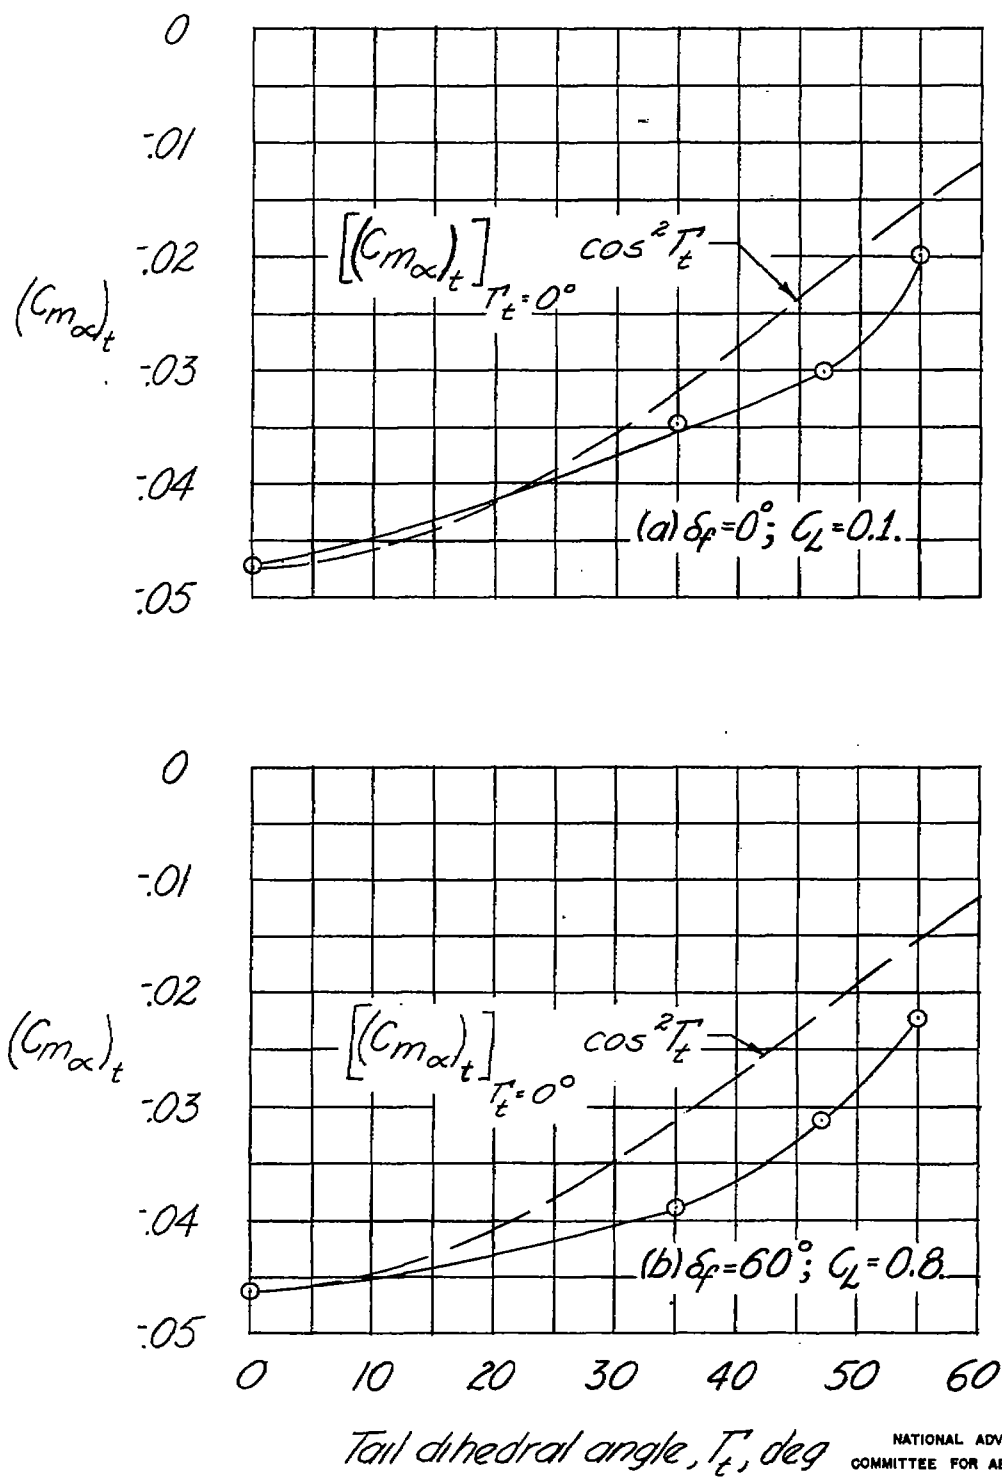 0
-.01
-.02
-.03
-.04
-.05
(Cmα)t
[(Cmα)t]Γt=0° cos²Γt
(a) δf=0°; CL=0.1.
0
-.01
-.02
-.03
-.04
-.05
(Cmα)t
[(Cmα)t]Γt=0° cos²Γt
(b) δf=60°; CL=0.8.
0 10 20 30 40 50 60
Tail dihedral angle, Γt, deg
NATIONAL ADV
COMMITTEE FOR